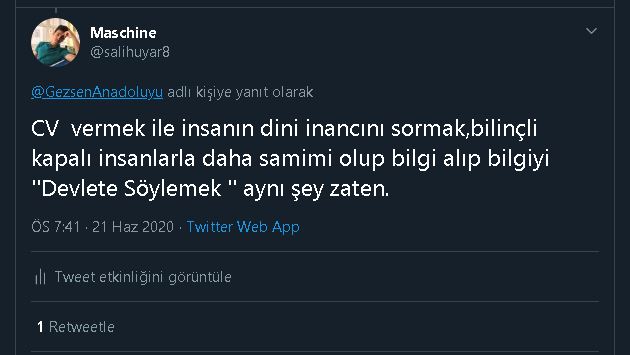 Maschine
@salihuyar8
@GezsenAnadoluyu adlı kişiye yanıt olarak
CV vermek ile insanın dini inancını sormak,bilinçli
kapalı insanlarla daha samimi olup bilgi alıp bilgiyi
"Devlete Söylemek " aynı şey zaten.
ÖS 7:41 · 21 Haz 2020 · Twitter Web App
Tweet etkinliğini görüntüle
1 Retweetle